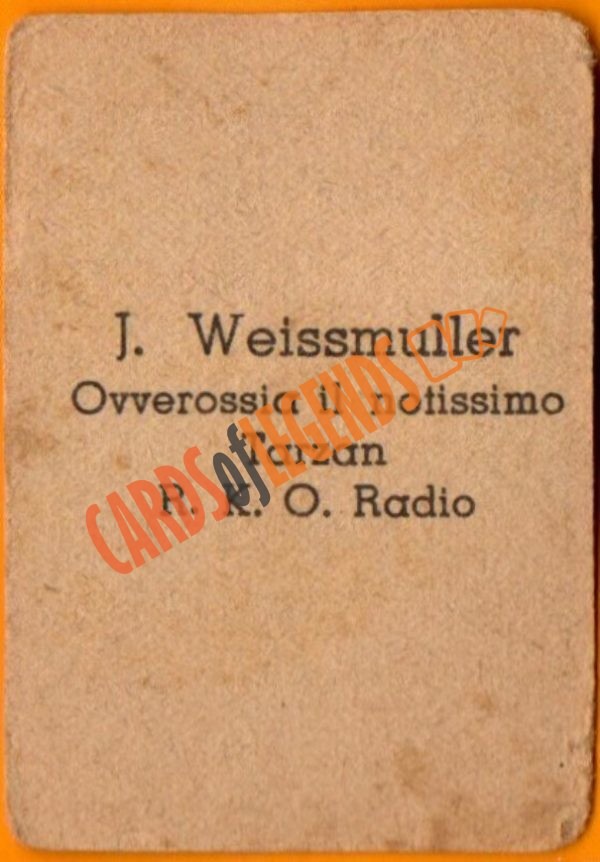 J. Weissmuller
Ovverossia il notissimo
Tarzan
R. K. O. Radio
CARDS of LEGENDS